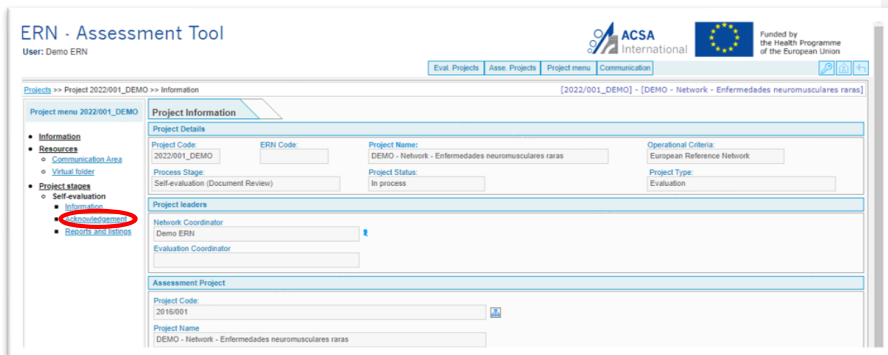 ERN - Assessment Tool
User: Demo ERN
ACSA
International
Funded by
the Health Programme
of the European Union
Eval. Projects Asse. Projects Project menu Communication
Projects >> Project 2022/001_DEMO >> Information
[2022/001_DEMO] - [DEMO - Network - Enfermedades neuromusculares raras]
Project menu 2022/001_DEMO
Information
Resources
Communication Area
Virtual folder
Project stages
Self-evaluation
Information
Acknowledgement
Reports and listings
Project Information
Project Details
Project Code: ERN Code: Project Name: Operational Criteria:
2022/001_DEMO DEMO - Network - Enfermedades neuromusculares raras European Reference Network
Process Stage: Project Status: Project Type:
Self-evaluation (Document Review) In process Evaluation
Project leaders
Network Coordinator
Demo ERN
Evaluation Coordinator
Assessment Project
Project Code:
2016/001
Project Name
DEMO - Network - Enfermedades neuromusculares raras